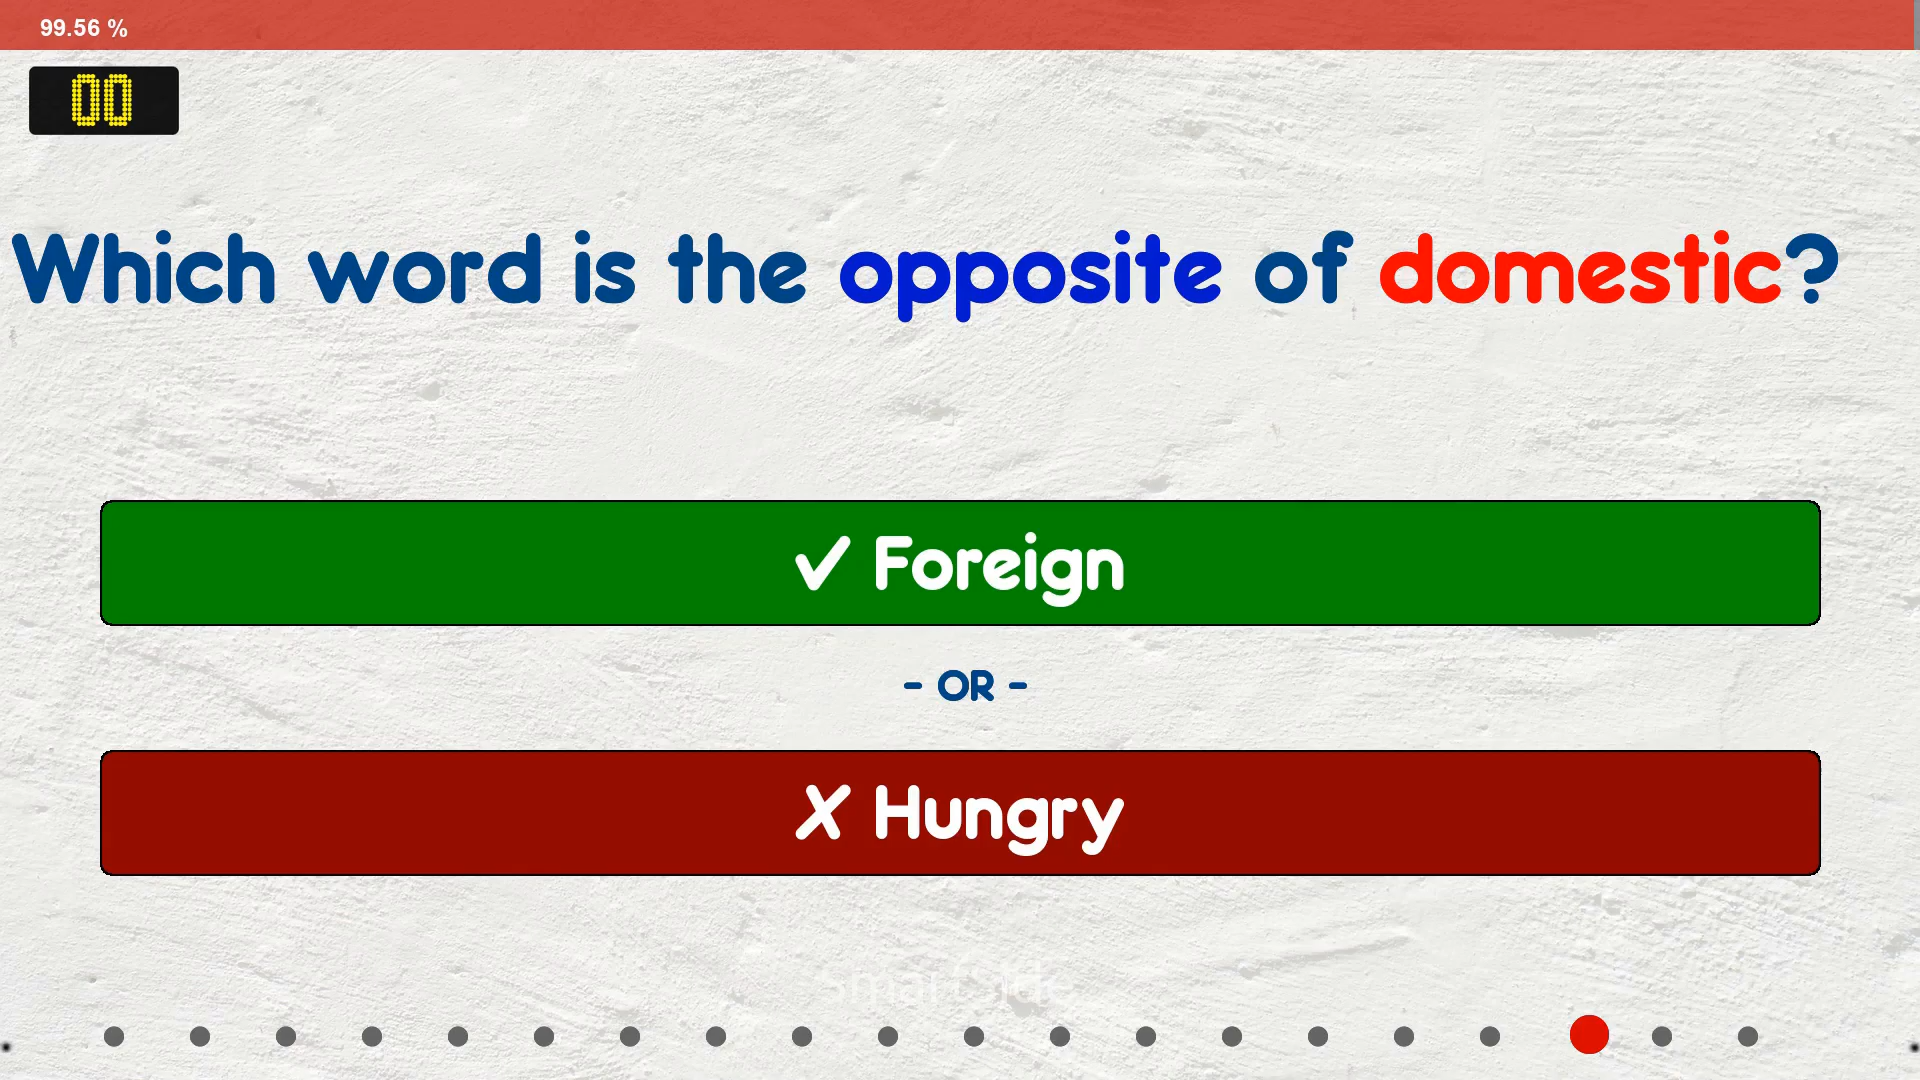 99.56 %
00
Which word is the opposite of domestic?
✓ Foreign
- OR -
✗ Hungry